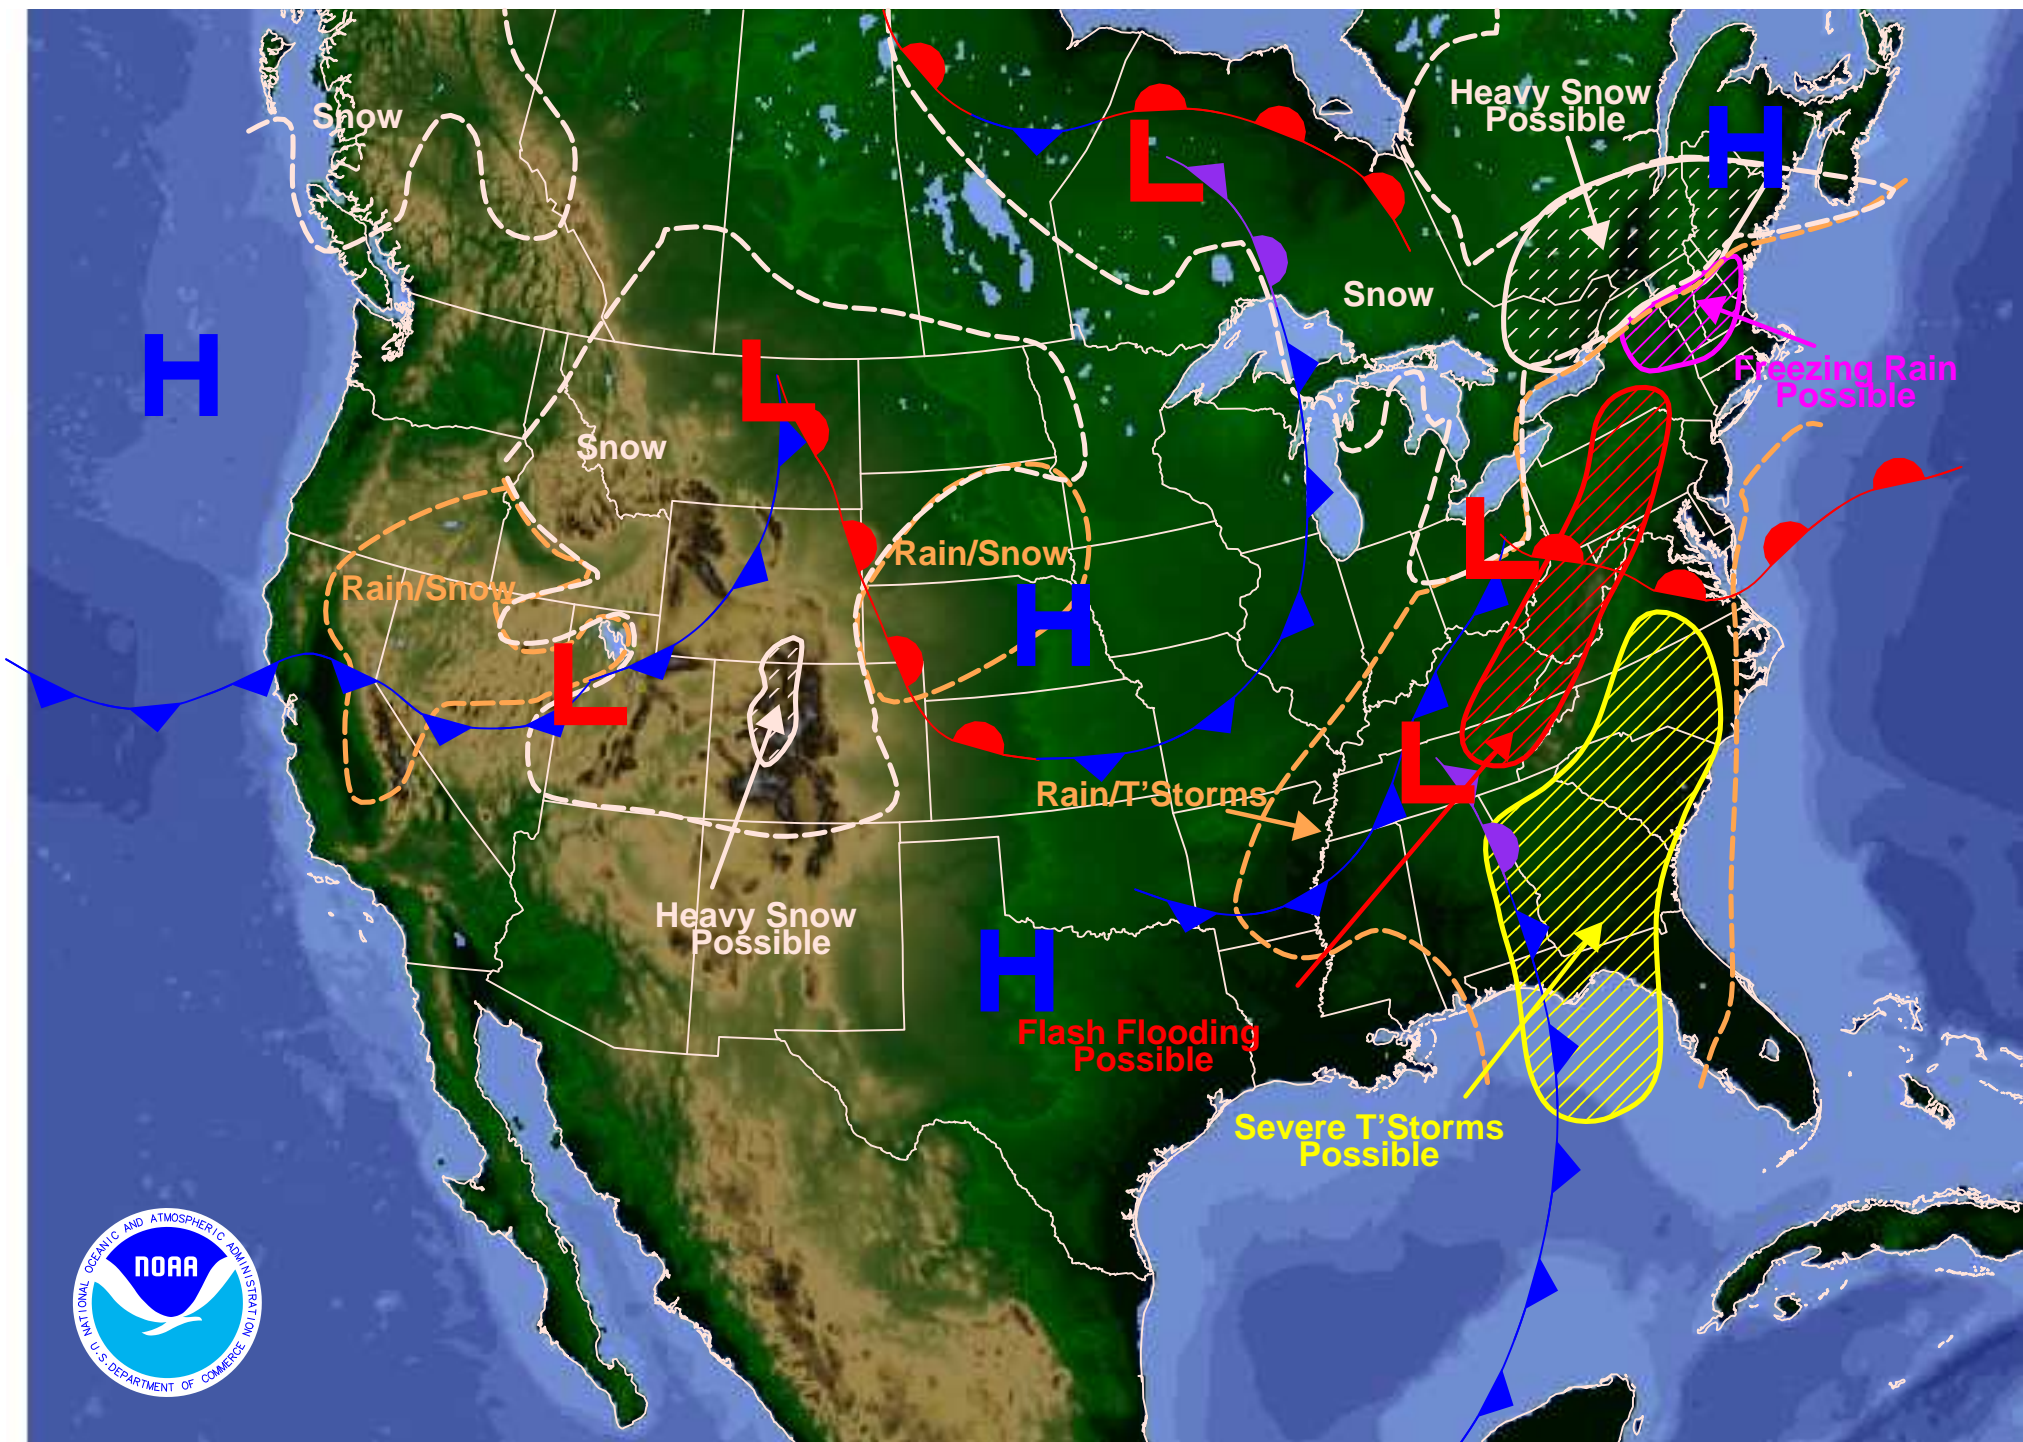 Snow
Heavy Snow
Possible
H
L
Snow
H
L
Freezing Rain
Possible
Snow
Rain/Snow
Rain/Snow
L
H
L
L
Rain/T'Storms
Heavy Snow
Possible
H
Flash Flooding
Possible
Severe T'Storms
Possible
NATIONAL OCEANIC AND ATMOSPHERIC ADMINISTRATION
NOAA
U.S. DEPARTMENT OF COMMERCE